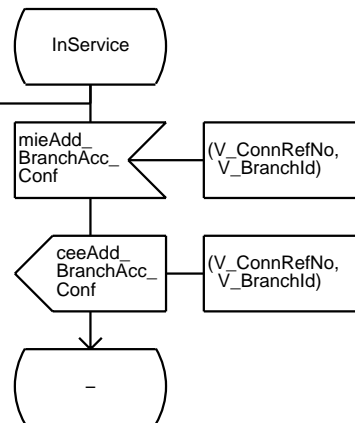 InService
mieAdd_
BranchAcc_
Conf
(V_ConnRefNo,
V_BranchId)
ceeAdd_
BranchAcc_
Conf
(V_ConnRefNo,
V_BranchId)
–